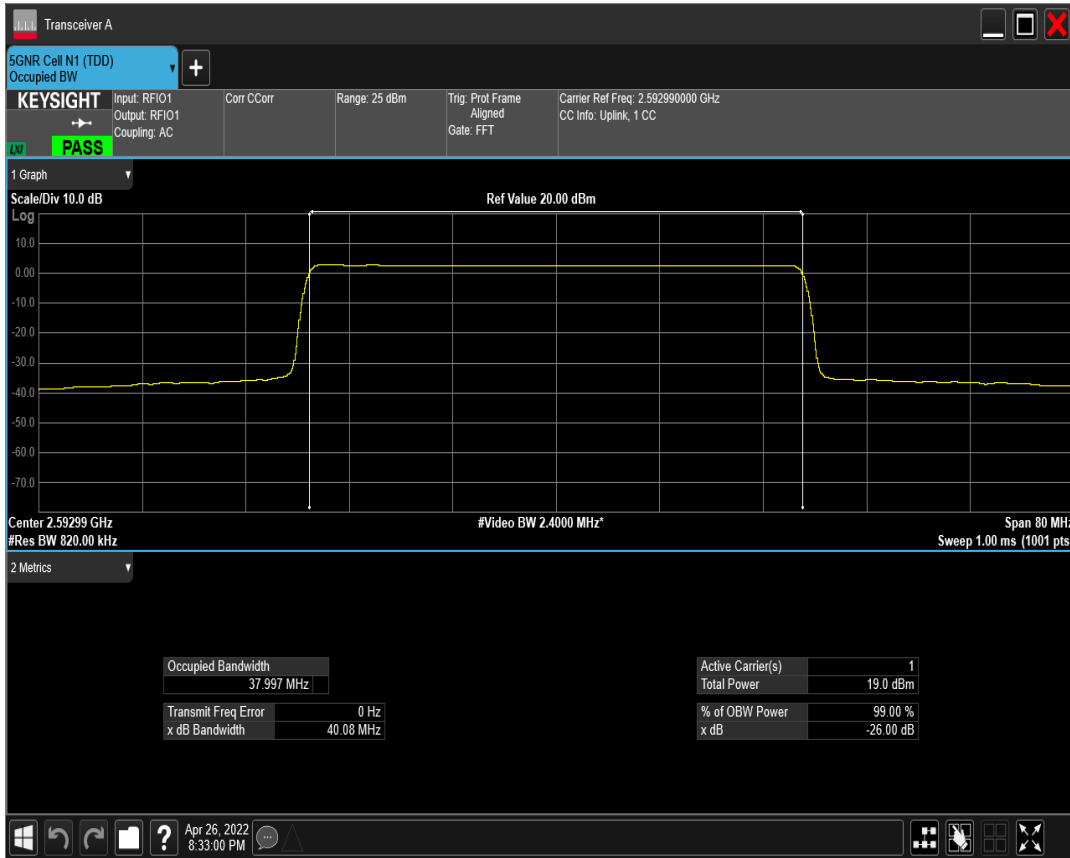 Transceiver A
5GNR Cell N1 (TDD)
Occupied BW
+
KEYSIGHT
LXI
PASS
Input: RFIO1
Output: RFIO1
Coupling: AC
Corr CCorr
Range: 25 dBm
Trig: Prot Frame
Aligned
Gate: FFT
Carrier Ref Freq: 2.592990000 GHz
CC Info: Uplink, 1 CC
1 Graph
Scale/Div 10.0 dB
Ref Value 20.00 dBm
Log
10.0
0.00
-10.0
-20.0
-30.0
-40.0
-50.0
-60.0
-70.0
Center 2.59299 GHz
#Video BW 2.4000 MHz*
Span 80 MHz
#Res BW 820.00 kHz
Sweep 1.00 ms (1001 pts
2 Metrics
Occupied Bandwidth
37.997 MHz
Transmit Freq Error 0 Hz
x dB Bandwidth 40.08 MHz
Active Carrier(s) 1
Total Power 19.0 dBm
% of OBW Power 99.00 %
x dB -26.00 dB
?
Apr 26, 2022
8:33:00 PM